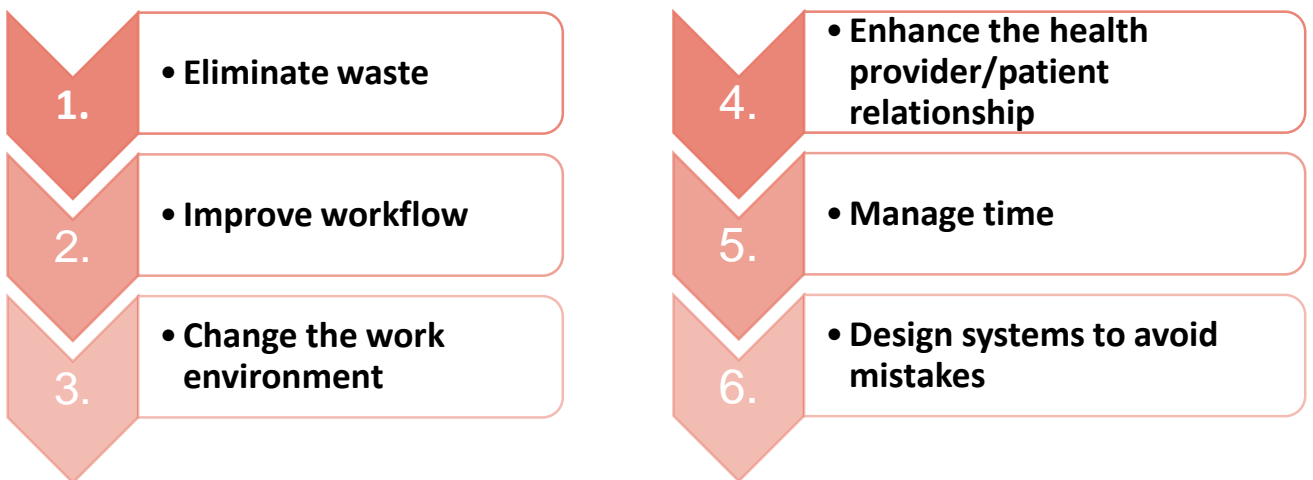 1.
• Eliminate waste
2.
• Improve workflow
3.
• Change the work
environment
4.
• Enhance the health
provider/patient
relationship
5.
• Manage time
6.
• Design systems to avoid
mistakes